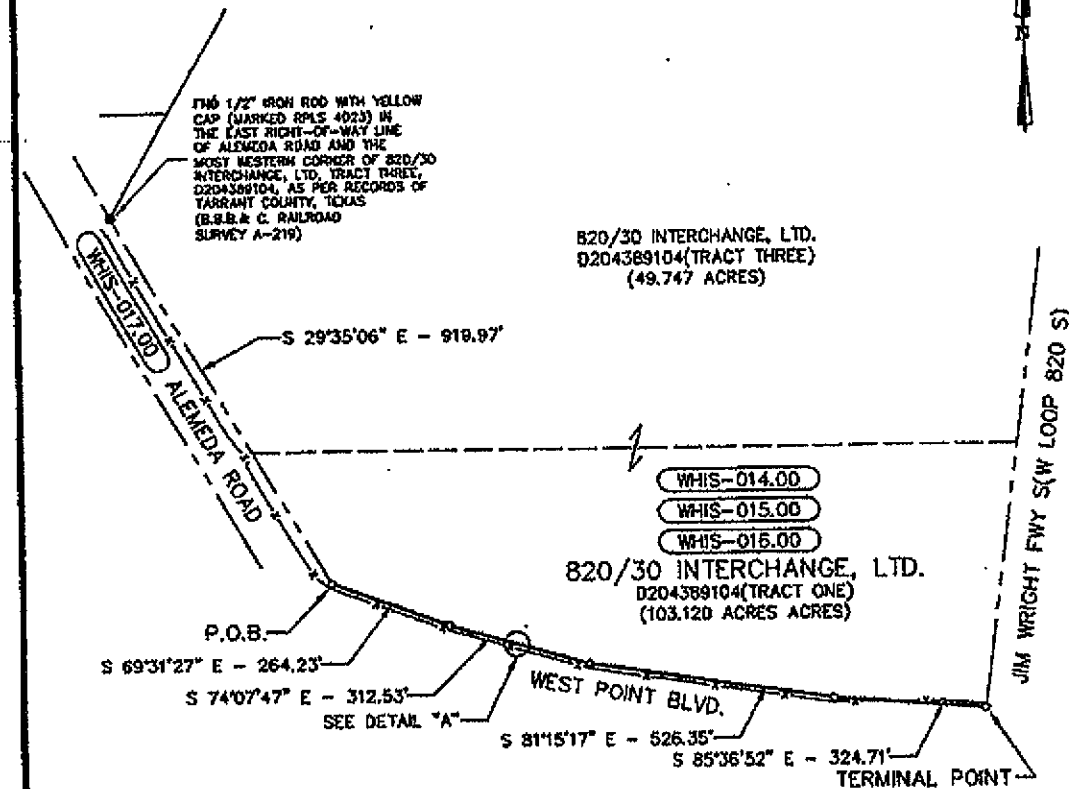 N
FND 1/2" IRON ROD WITH YELLOW
CAP (MARKED RPLS 4023) IN
THE EAST RIGHT-OF-WAY LINE
OF ALEMEDA ROAD AND THE
MOST WESTERN CORNER OF 820/30
INTERCHANGE, LTD, TRACT THREE,
D204389104, AS PER RECORDS OF
TARRANT COUNTY, TEXAS
(B.B.B.& C. RAILROAD
SURVEY A-219)
820/30 INTERCHANGE, LTD.
D204389104(TRACT THREE)
(49.747 ACRES)
WHIS-017.00
S 29°35'06" E - 919.97'
ALEMEDA ROAD
JIM WRIGHT FWY S(W LOOP 820 S)
WHIS-014.00
WHIS-015.00
WHIS-016.00
820/30 INTERCHANGE, LTD.
D204389104(TRACT ONE)
(103.120 ACRES ACRES)
P.O.B.
S 69°31'27" E - 264.23'
S 74°07'47" E - 312.53'
SEE DETAIL "A"
WEST POINT BLVD.
S 81°15'17" E - 526.35'
S 85°36'52" E - 324.71'
TERMINAL POINT